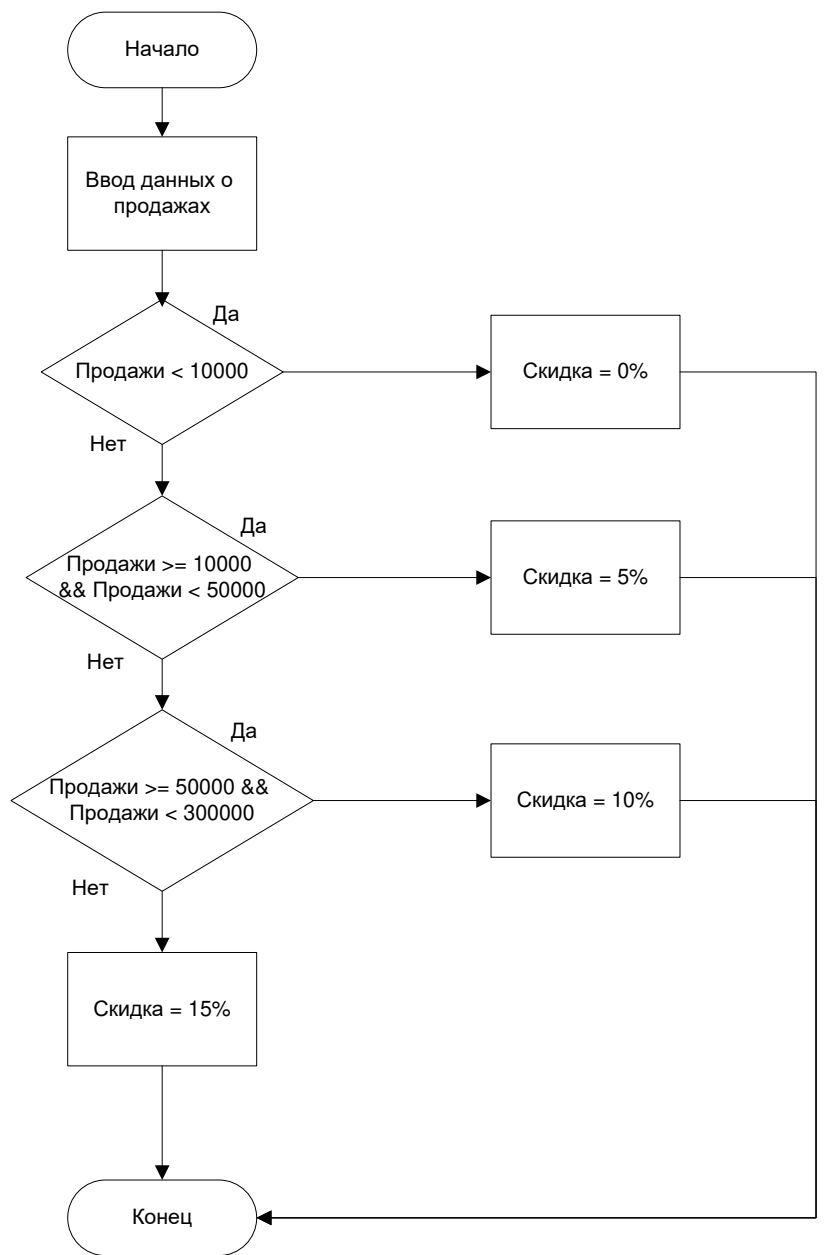 Начало
Ввод данных о
продажах
Да
Продажи < 10000
Скидка = 0%
Нет
Да
Продажи >= 10000
&& Продажи < 50000
Скидка = 5%
Нет
Да
Продажи >= 50000 &&
Продажи < 300000
Скидка = 10%
Нет
Скидка = 15%
Конец